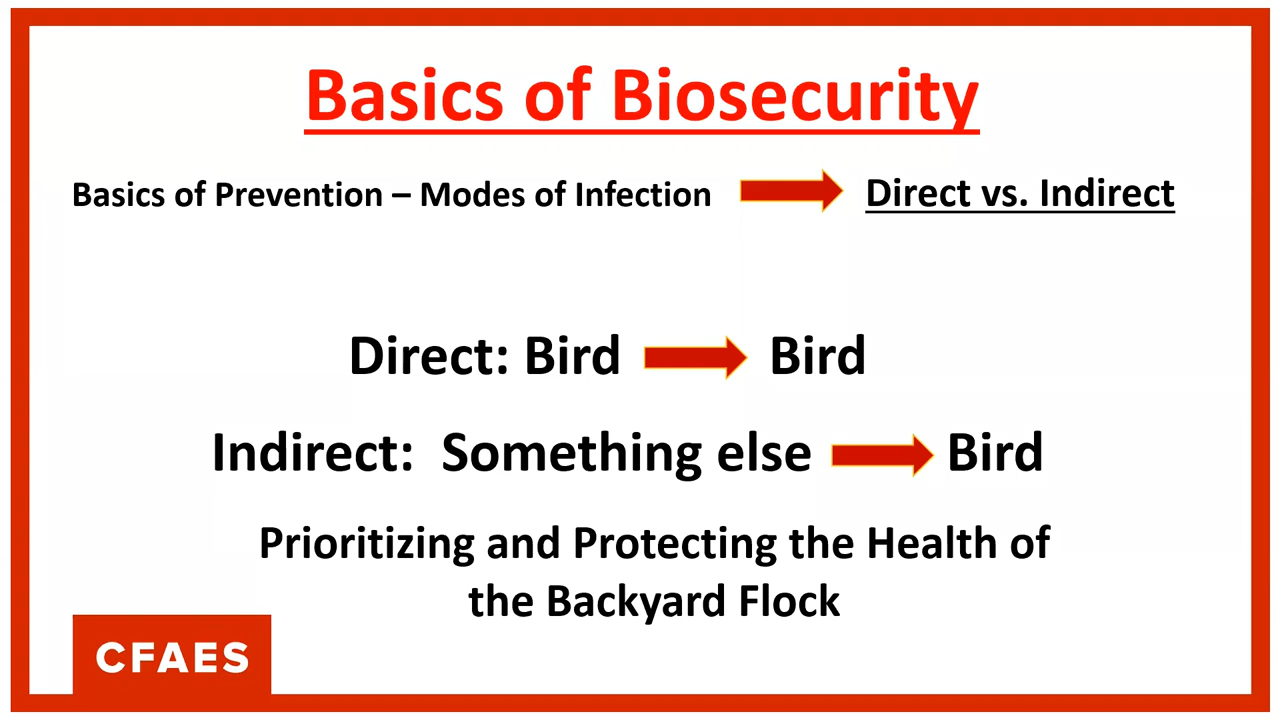 Basics of Biosecurity
Basics of Prevention – Modes of Infection Direct vs. Indirect
Direct: Bird Bird
Indirect: Something else Bird
Prioritizing and Protecting the Health of
the Backyard Flock
CFAES